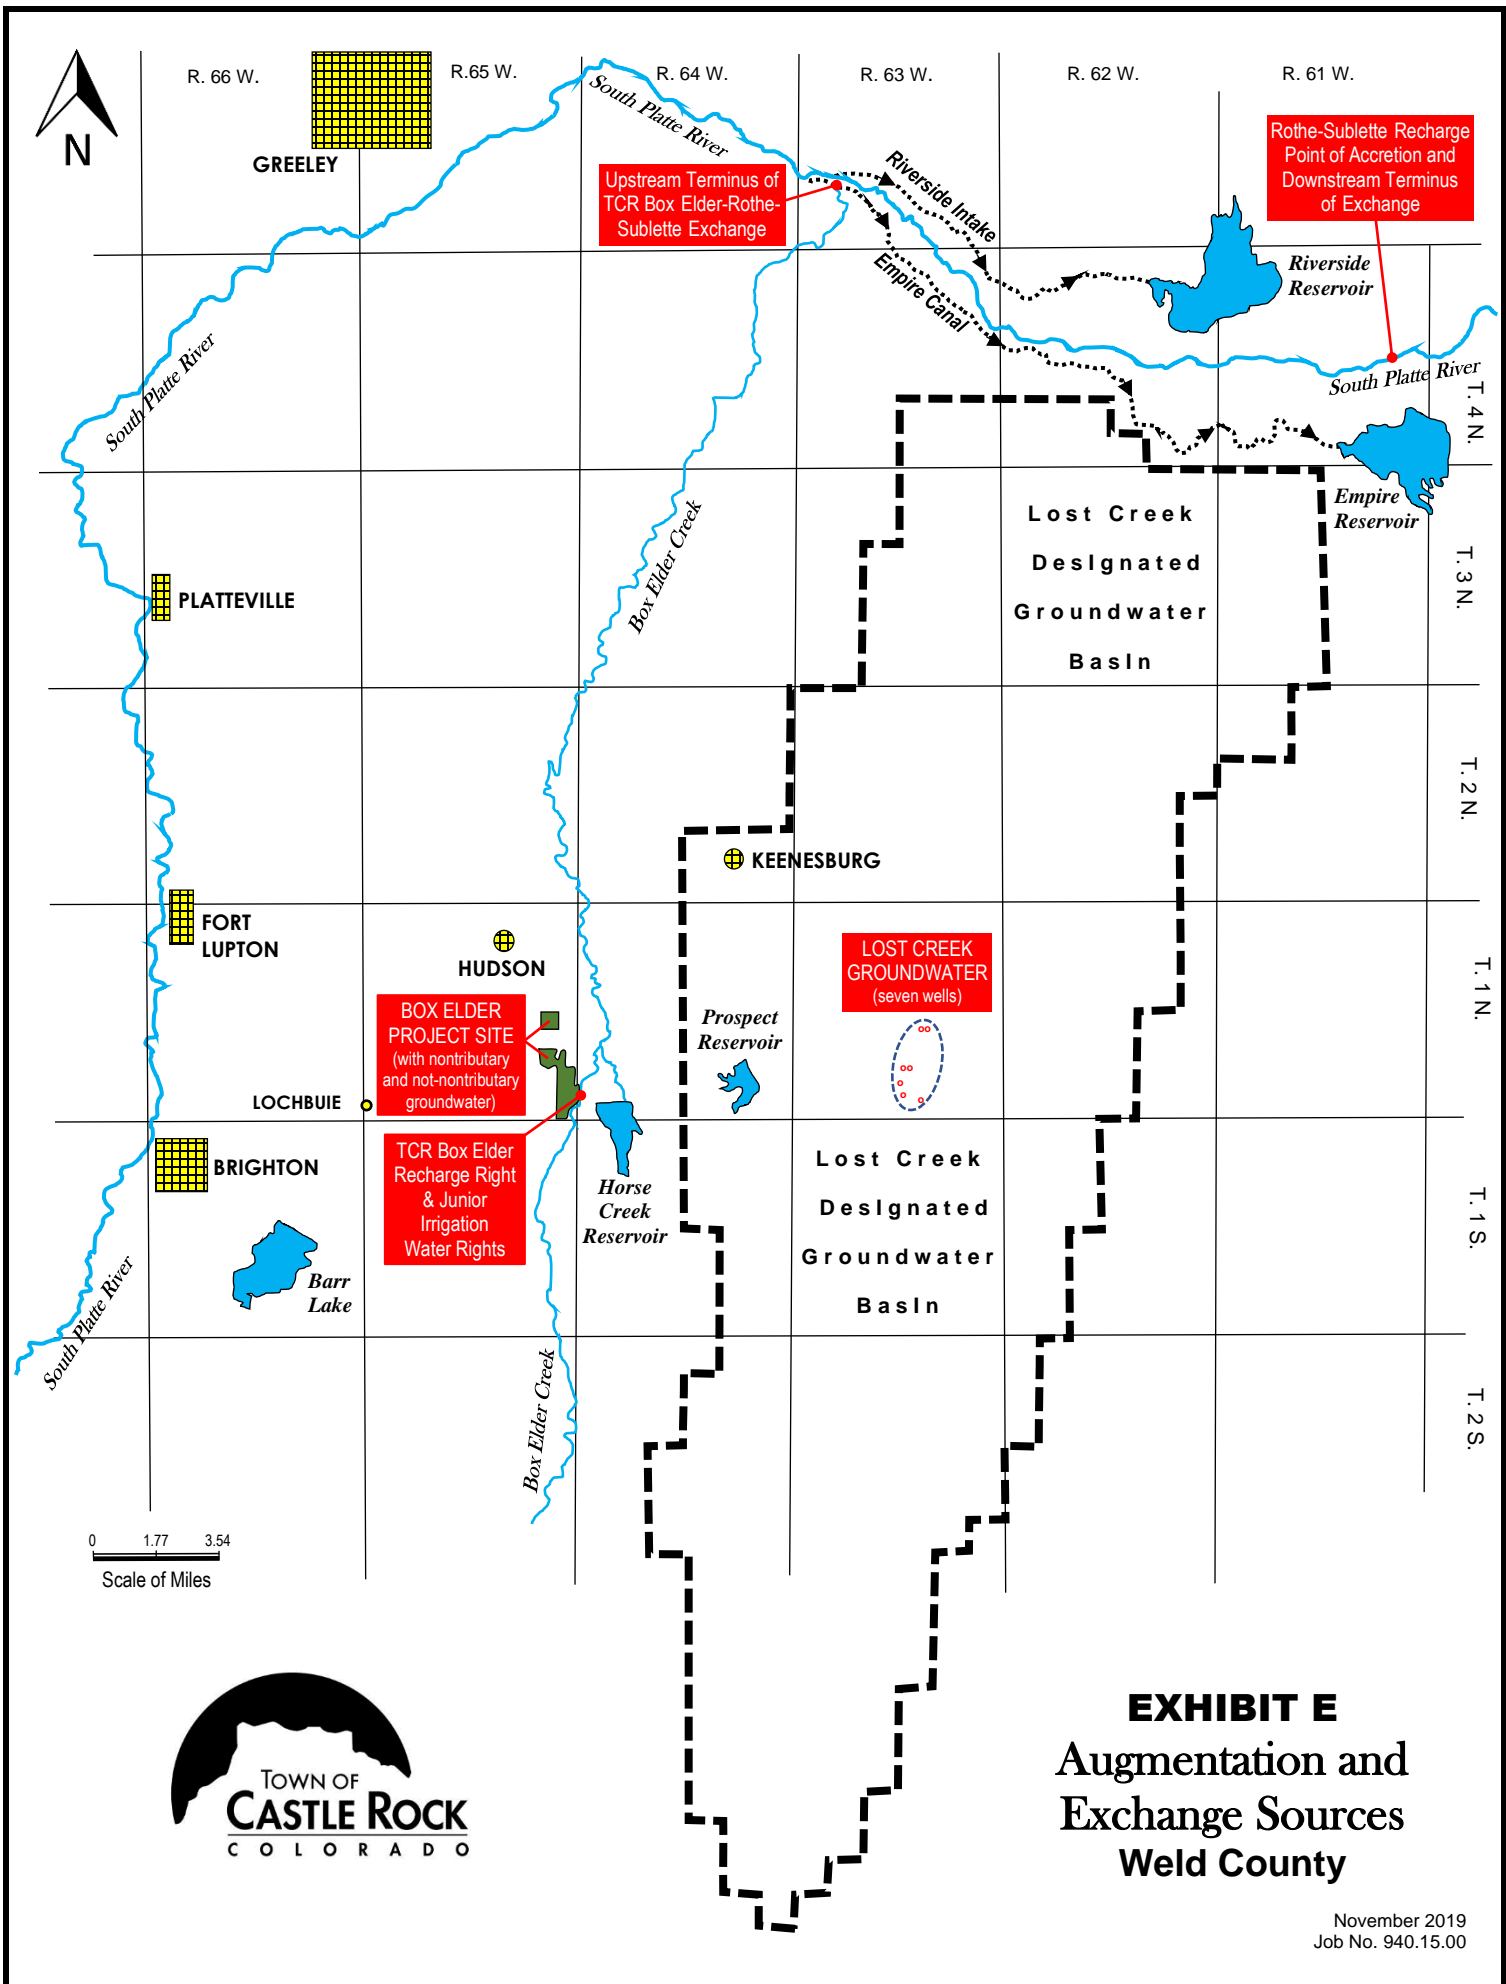 R. 66 W.
R.65 W.
R. 64 W.
R. 63 W.
R. 62 W.
R. 61 W.
N
GREELEY
South Platte River
Upstream Terminus of
TCR Box Elder-Rothe-
Sublette Exchange
Riverside Intake
Empire Canal
Rothe-Sublette Recharge
Point of Accretion and
Downstream Terminus
of Exchange
Riverside
Reservoir
South Platte River
South Platte River
T. 4 N.
Empire
Reservoir
Lost Creek
DesIgnated
Groundwater
BasIn
Box Elder Creek
T. 3 N.
PLATTEVILLE
T. 2 N.
KEENESBURG
FORT
LUPTON
HUDSON
LOST CREEK
GROUNDWATER
(seven wells)
T. 1 N.
BOX ELDER
PROJECT SITE
(with nontributary
and not-nontributary
groundwater)
Prospect
Reservoir
LOCHBUIE
BRIGHTON
TCR Box Elder
Recharge Right
& Junior
Irrigation
Water Rights
Horse
Creek
Reservoir
Lost Creek
DesIgnated
Groundwater
BasIn
T. 1 S.
Barr
Lake
South Platte River
Box Elder Creek
T. 2 S.
0 1.77 3.54
Scale of Miles
TOWN OF
CASTLE ROCK
COLORADO
EXHIBIT E
Augmentation and
Exchange Sources
Weld County
November 2019
Job No. 940.15.00